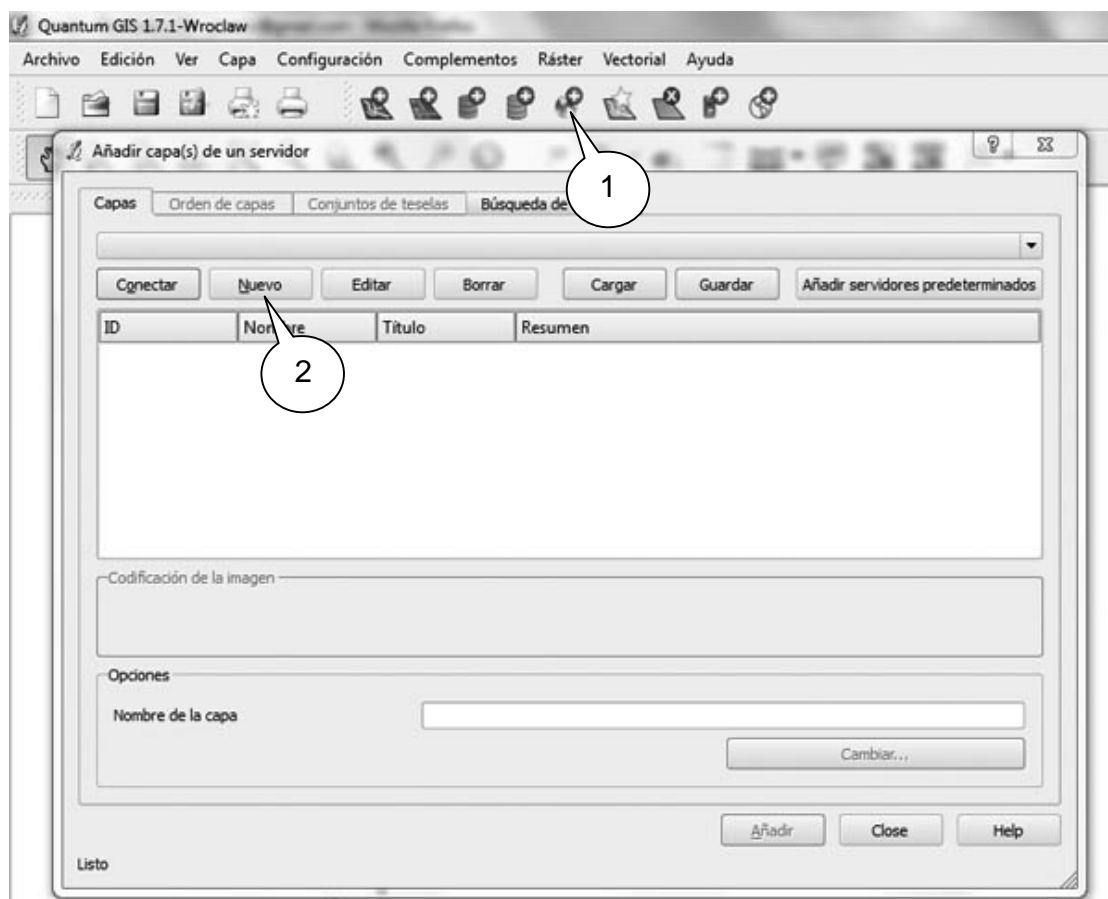 Quantum GIS 1.7.1-Wroclaw
Archivo Edición Ver Capa Configuración Complementos Ráster Vectorial Ayuda
Añadir capa(s) de un servidor
1
Capas Orden de capas Conjuntos de teselas Búsqueda de
Conectar Nuevo Editar Borrar Cargar Guardar Añadir servidores predeterminados
ID Nombre Título Resumen
2
Codificación de la imagen
Opciones
Nombre de la capa
Cambiar...
Añadir Close Help
Listo